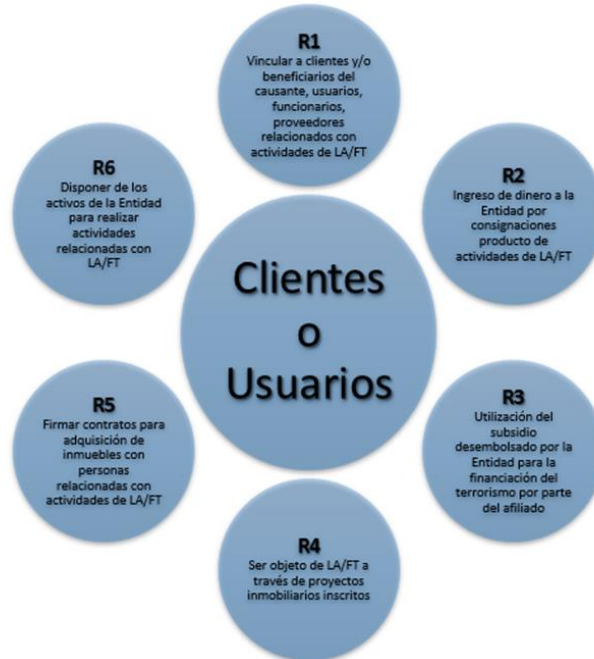 R1
Vincular a clientes y/o
beneficiarios del
causante, usuarios,
funcionarios,
proveedores
relacionados con
actividades de LA/FT
R2
Ingreso de dinero a la
Entidad por
consignaciones
producto de
actividades de LA/FT
R3
Utilización del
subsidio
desembolsado por la
Entidad para la
financiación del
terrorismo por parte
del afiliado
R4
Ser objeto de LA/FT a
través de proyectos
inmobiliarios inscritos
R5
Firmar contratos para
adquisición de
inmuebles con
personas
relacionadas con
actividades de LA/FT
R6
Disponer de los
activos de la Entidad
para realizar
actividades
relacionadas con
LA/FT
Clientes
o
Usuarios